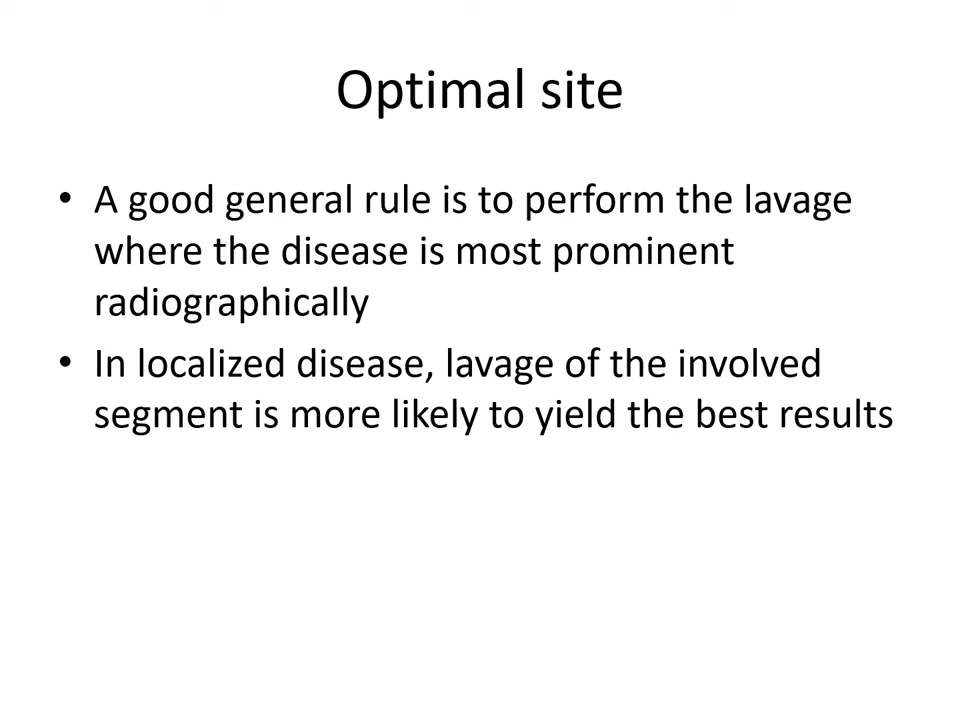 Optimal site
• A good general rule is to perform the lavage
where the disease is most prominent
radiographically
• In localized disease, lavage of the involved
segment is more likely to yield the best results